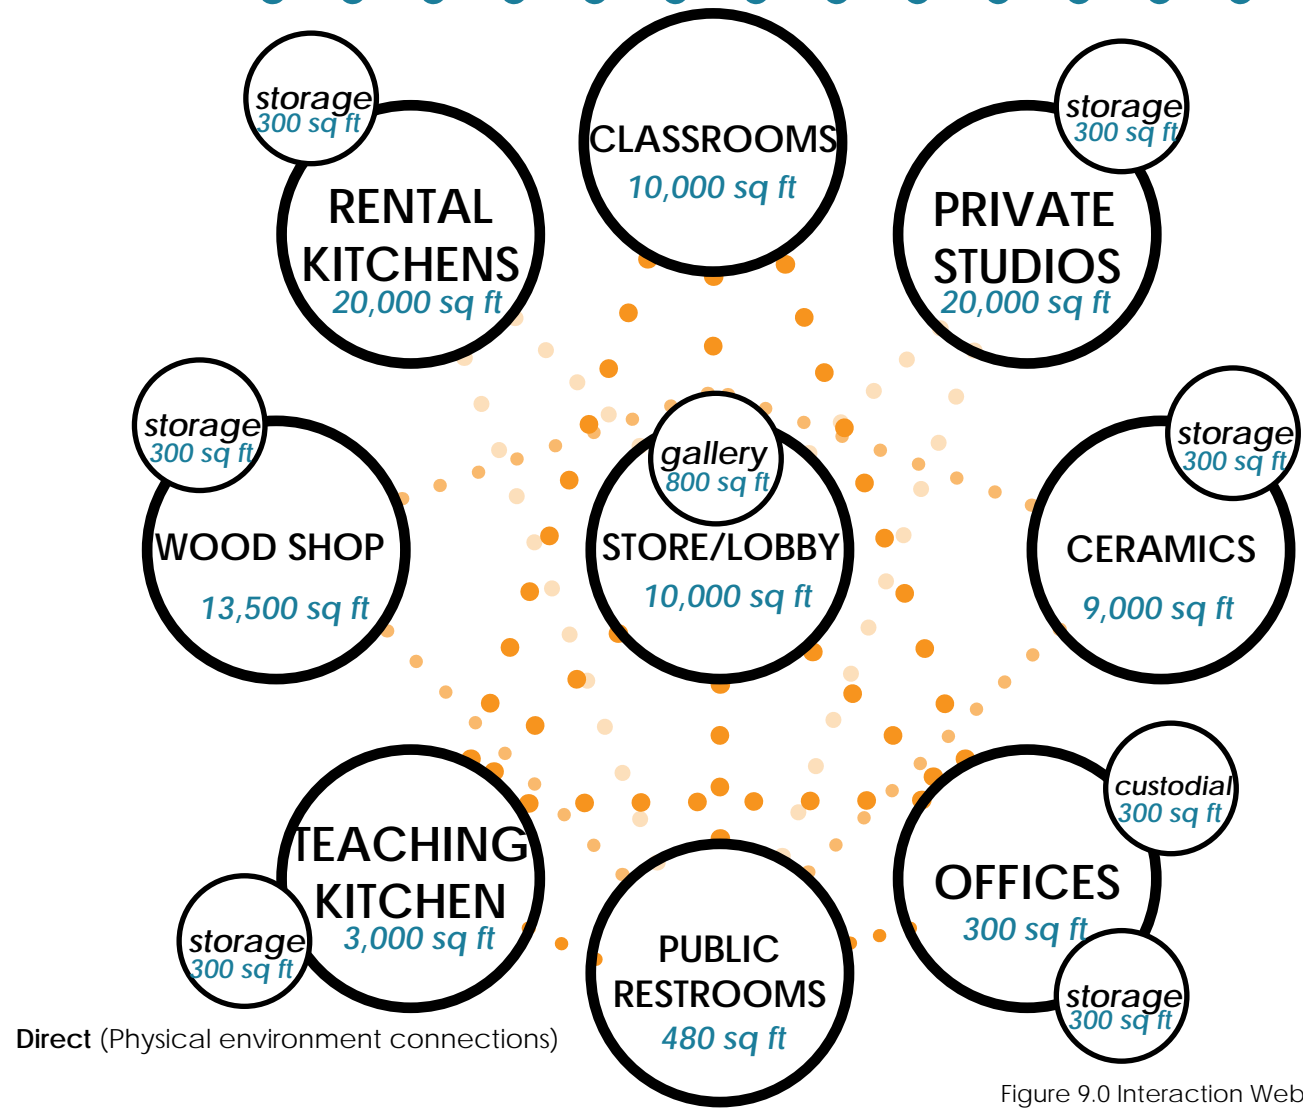 storage
300 sq ft
RENTAL
KITCHENS
20,000 sq ft
CLASSROOMS
10,000 sq ft
storage
300 sq ft
PRIVATE
STUDIOS
20,000 sq ft
storage
300 sq ft
WOOD SHOP
13,500 sq ft
gallery
800 sq ft
STORE/LOBBY
10,000 sq ft
storage
300 sq ft
CERAMICS
9,000 sq ft
TEACHING
KITCHEN
3,000 sq ft
storage
300 sq ft
PUBLIC
RESTROOMS
480 sq ft
custodial
300 sq ft
OFFICES
300 sq ft
storage
300 sq ft
Direct (Physical environment connections)
Figure 9.0 Interaction Web